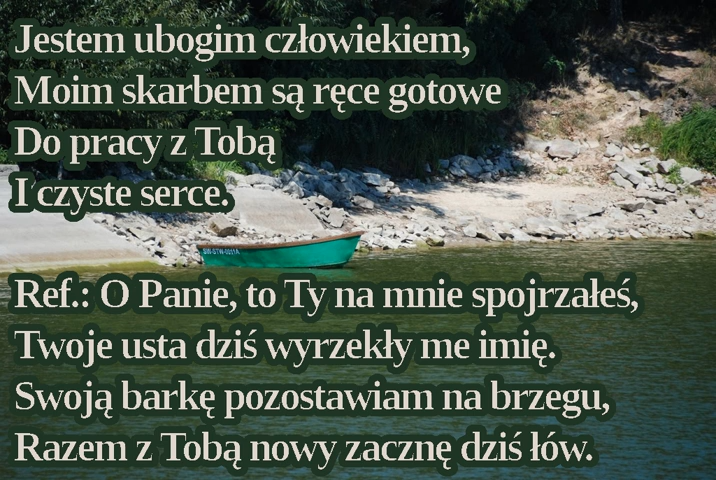 Jestem ubogim człowiekiem,
Moim skarbem są ręce gotowe
Do pracy z Tobą
I czyste serce.
Ref.: O Panie, to Ty na mnie spojrzałeś,
Twoje usta dziś wyrzekły me imię.
Swoją barkę pozostawiam na brzegu,
Razem z Tobą nowy zacznę dziś łów.